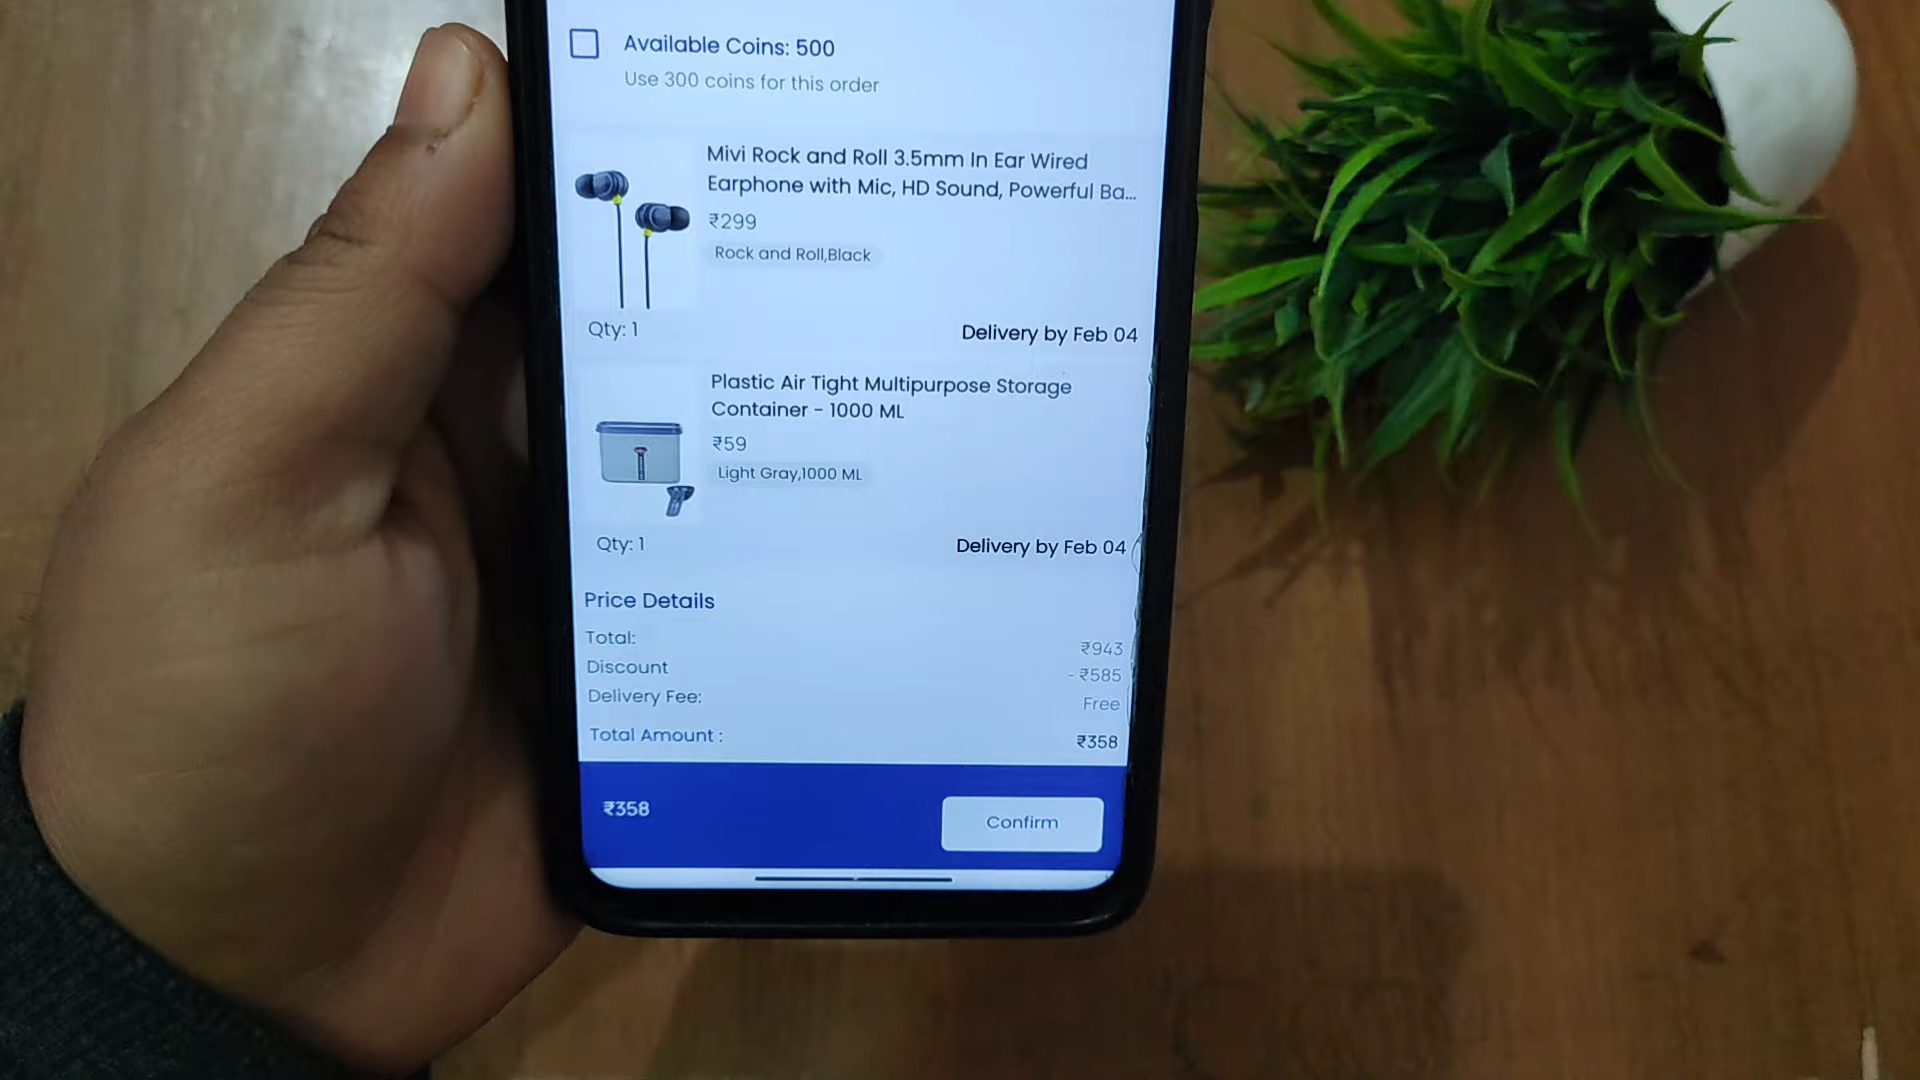 Available Coins: 500
Use 300 coins for this order
Mivi Rock and Roll 3.5mm In Ear Wired
Earphone with Mic, HD Sound, Powerful Ba...
₹299
Rock and Roll,Black
Qty: 1
Delivery by Feb 04
Plastic Air Tight Multipurpose Storage
Container - 1000 ML
₹59
Light Gray,1000 ML
Qty: 1
Delivery by Feb 04
Price Details
Total: ₹943
Discount - ₹585
Delivery Fee: Free
Total Amount : ₹358
₹358
Confirm